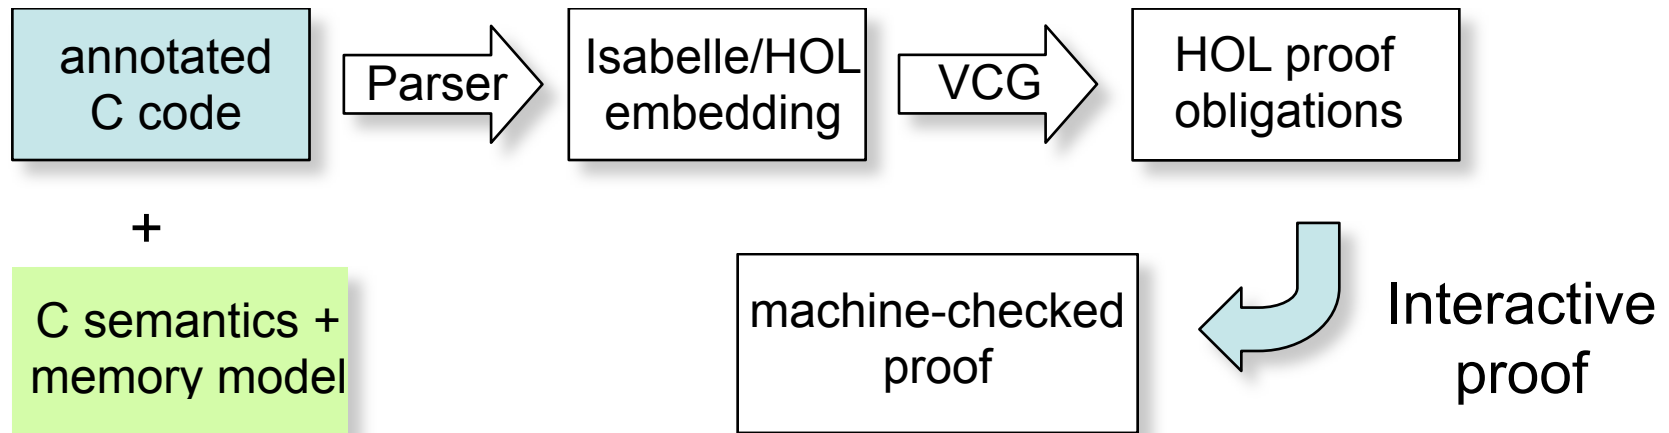 annotated
C code
Parser
Isabelle/HOL
embedding
VCG
HOL proof
obligations
+
C semantics +
memory model
machine-checked
proof
Interactive
proof